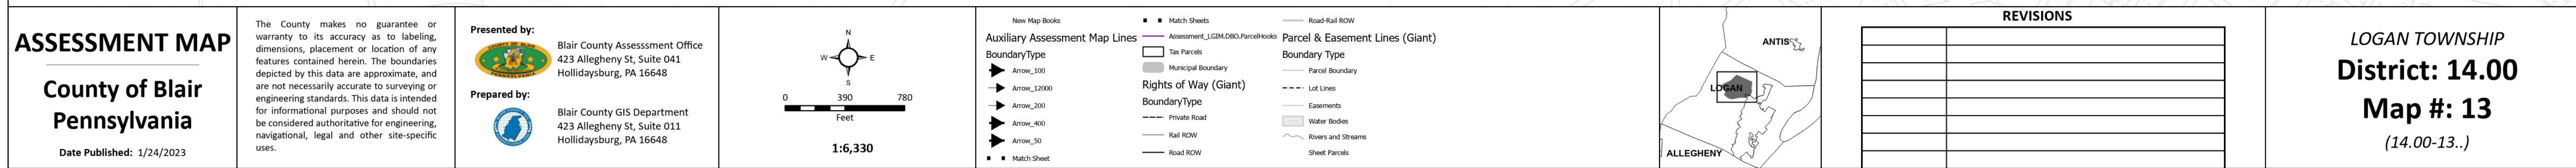 ASSESSMENT MAP
County of Blair
Pennsylvania
Date Published: 1/24/2023
The County makes no guarantee or
warranty to its accuracy as to labeling,
dimensions, placement or location of any
features contained herein. The boundaries
depicted by this data are approximate, and
are not necessarily accurate to surveying or
engineering standards. This data is intended
for informational purposes and should not
be considered authoritative for engineering,
navigational, legal and other site-specific
uses.
Presented by:
COUNTY OF BLAIR
PENNSYLVANIA
Blair County Assesssment Office
423 Allegheny St, Suite 041
Hollidaysburg, PA 16648
Prepared by:
Blair County GIS Department
423 Allegheny St, Suite 011
Hollidaysburg, PA 16648
N
W E
S
0 390 780
Feet
1:6,330
New Map Books
Auxiliary Assessment Map Lines
BoundaryType
Arrow_100
Arrow_12000
Arrow_200
Arrow_400
Arrow_50
Match Sheet
Match Sheets
Assessment_LGIM.DBO.ParcelHooks
Tax Parcels
Municipal Boundary
Rights of Way (Giant)
BoundaryType
Private Road
Rail ROW
Road ROW
Road-Rail ROW
Parcel & Easement Lines (Giant)
Boundary Type
Parcel Boundary
Lot Lines
Easements
Water Bodies
Rivers and Streams
Sheet Parcels
ANTIS
LOGAN
ALLEGHENY
REVISIONS
LOGAN TOWNSHIP
District: 14.00
Map #: 13
(14.00-13..)